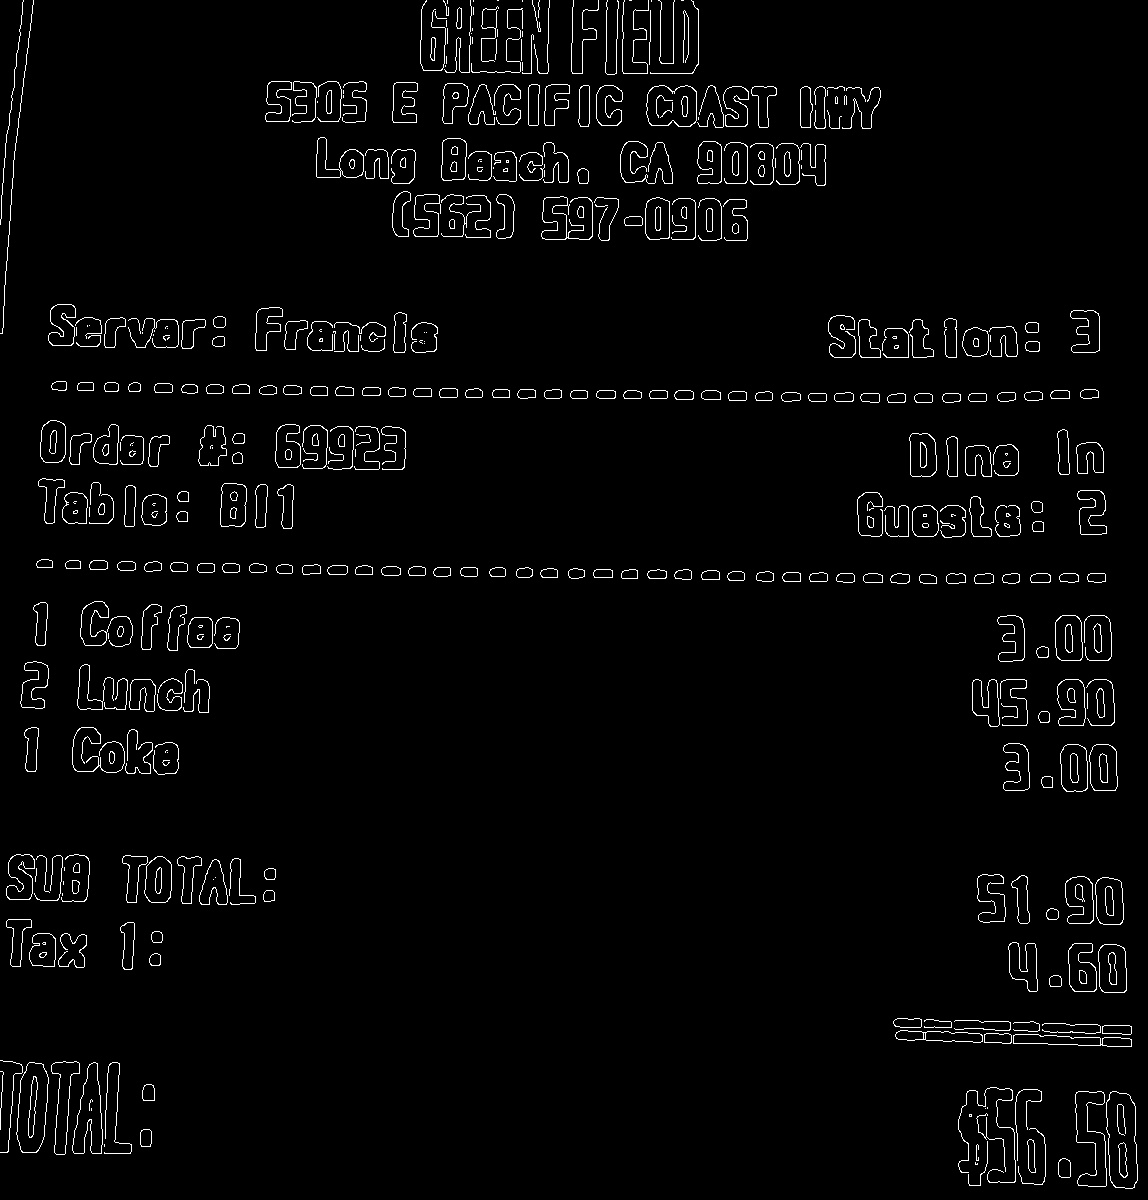 GREEN FIELD
5305 E PACIFIC COAST HWY
Long Beach, CA 90804
(562) 597-0906
Server: Francis Station: 3
Order #: 69923 Dine In
Table: B11 Guests: 2
1 Coffee 3.00
2 Lunch 45.90
1 Coke 3.00
SUB TOTAL: 51.90
Tax 1: 4.60
TOTAL: $56.58